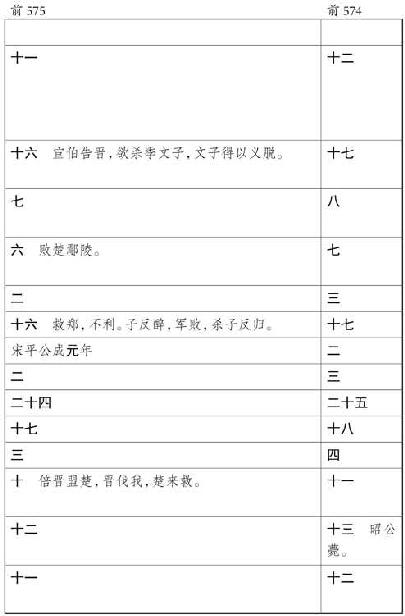 前 575 前 574
十一 十二
十六 宣伯告晋，欲杀季文子，文子得以义脱。 十七
七 八
六 败楚鄢陵。 七
二 三
十六 救郑，不利。子反醉，军败，杀子反归。 十七
宋平公成元年 二
二 三
二十四 二十五
十七 十八
三 四
十 倍晋盟楚，晋伐我，楚来救。 十一
十二 十三 昭公
薨。
十一 十二